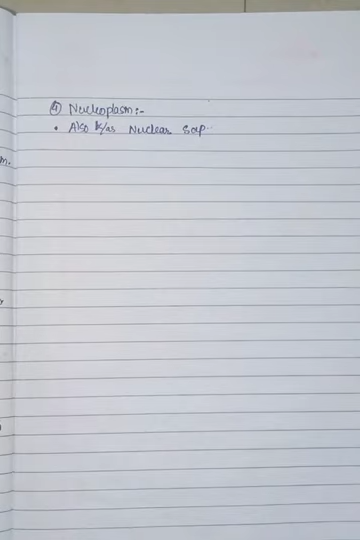 ④ Nucleoplasm:-
• Also k/as Nuclear Sap.
m.